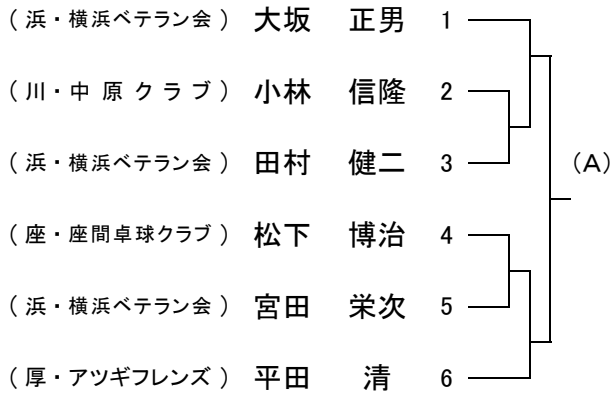 (浜・横浜ベテラン会) 大坂 正男 1
(川・中原クラブ) 小林 信隆 2
(浜・横浜ベテラン会) 田村 健二 3
(A)
(座・座間卓球クラブ) 松下 博治 4
(浜・横浜ベテラン会) 宮田 栄次 5
(厚・アツギフレンズ) 平田 清 6